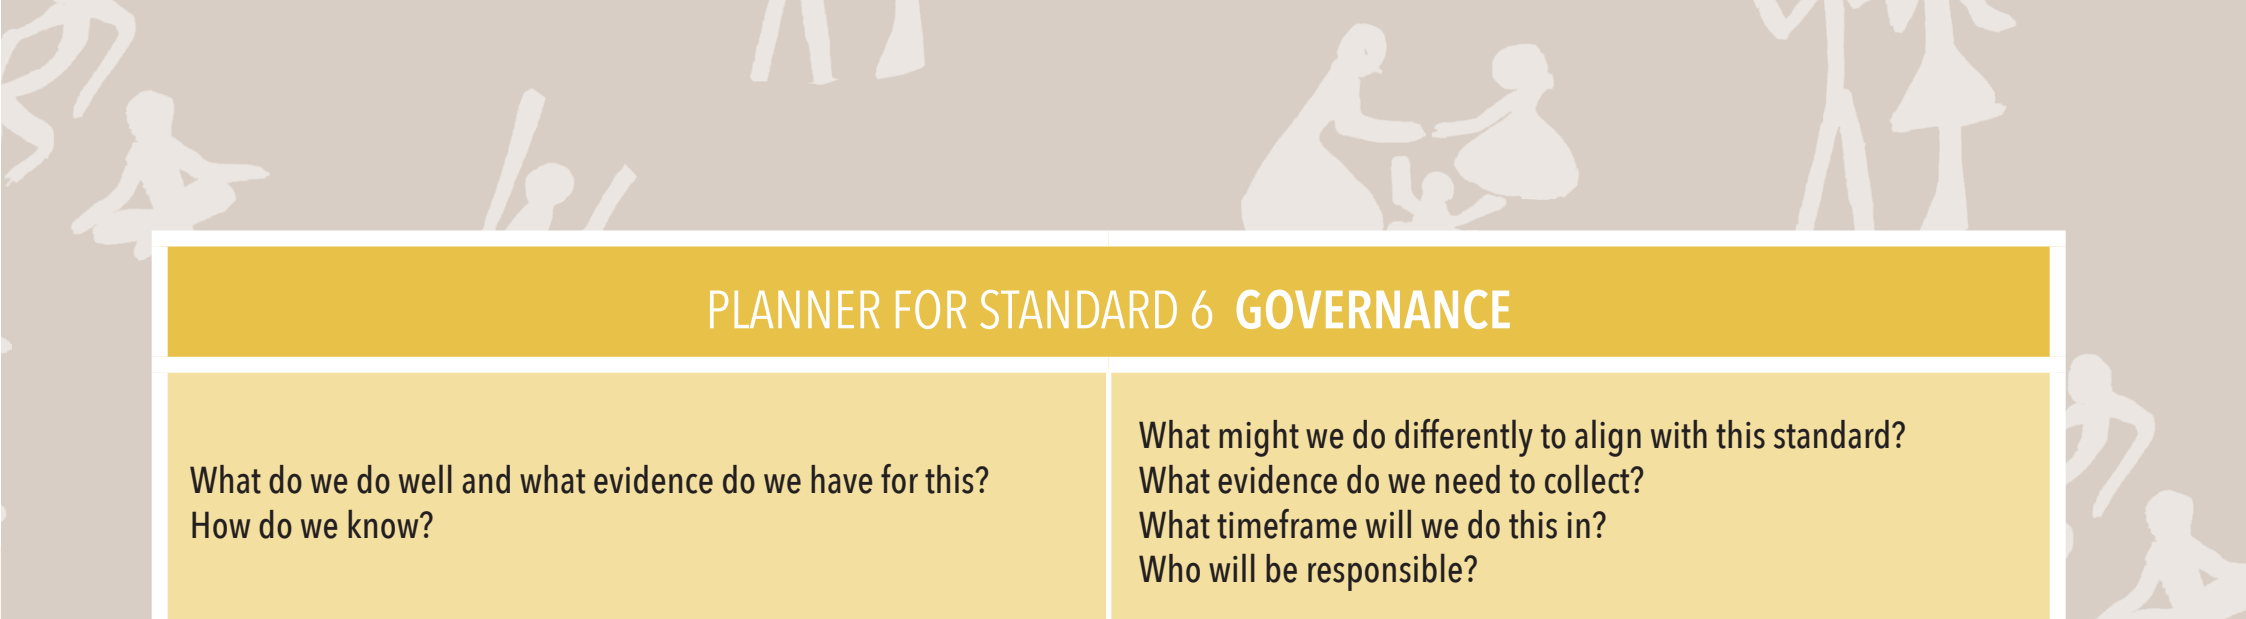 PLANNER FOR STANDARD 6 GOVERNANCE
What do we do well and what evidence do we have for this?
How do we know?
What might we do differently to align with this standard?
What evidence do we need to collect?
What timeframe will we do this in?
Who will be responsible?